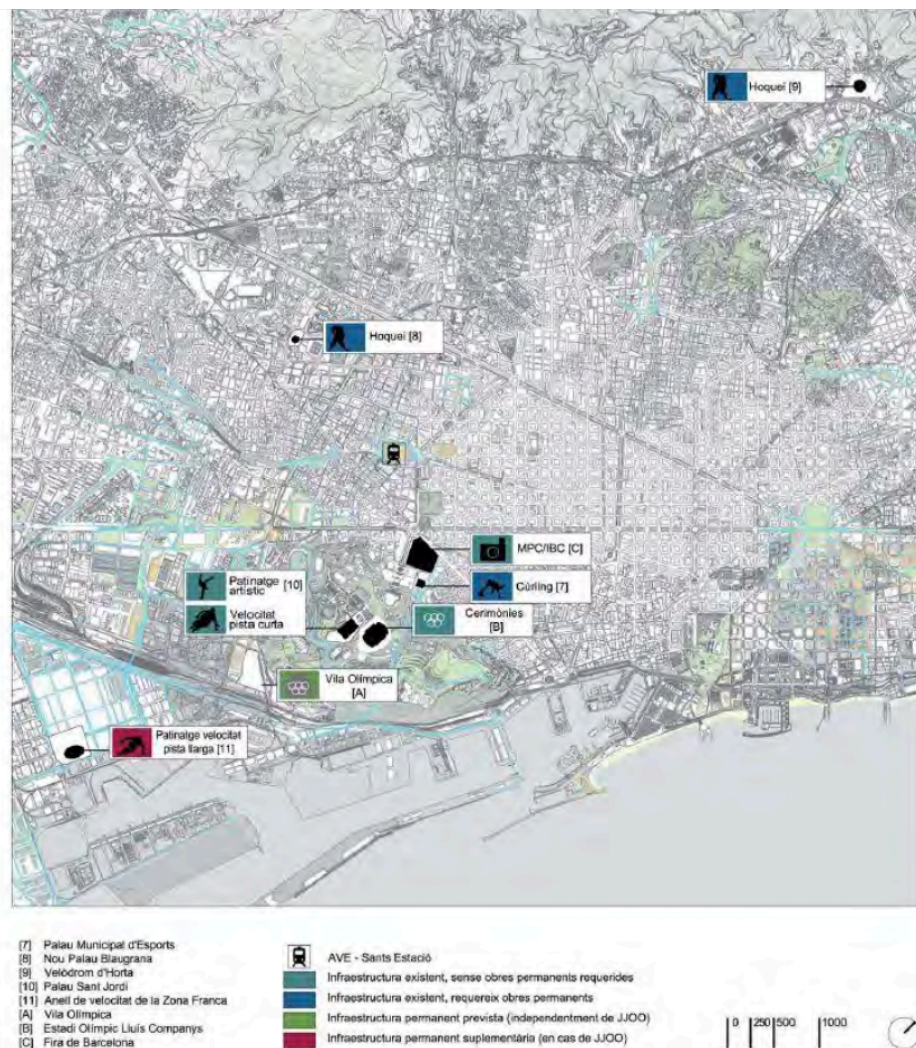 Hoquei [9]
Hoquei [8]
MPC/IBC [C]
Cúrling [7]
Patinatge
artístic
[10]
Velocitat
pista curta
Cerimònies
[B]
Vila Olímpica
[A]
Patinatge velocitat
pista llarga [11]
[7] Palau Municipal d'Esports
[8] Nou Palau Blaugrana
[9] Velòdrom d'Horta
[10] Palau Sant Jordi
[11] Anell de velocitat de la Zona Franca
[A] Vila Olímpica
[B] Estadi Olímpic Lluís Companys
[C] Fira de Barcelona
AVE - Sants Estació
Infraestructura existent, sense obres permanents requerides
Infraestructura existent, requereix obres permanents
Infraestructura permanent prevista (independentment de JJOO)
Infraestructura permanent suplementària (en cas de JJOO)
0 250 500 1000